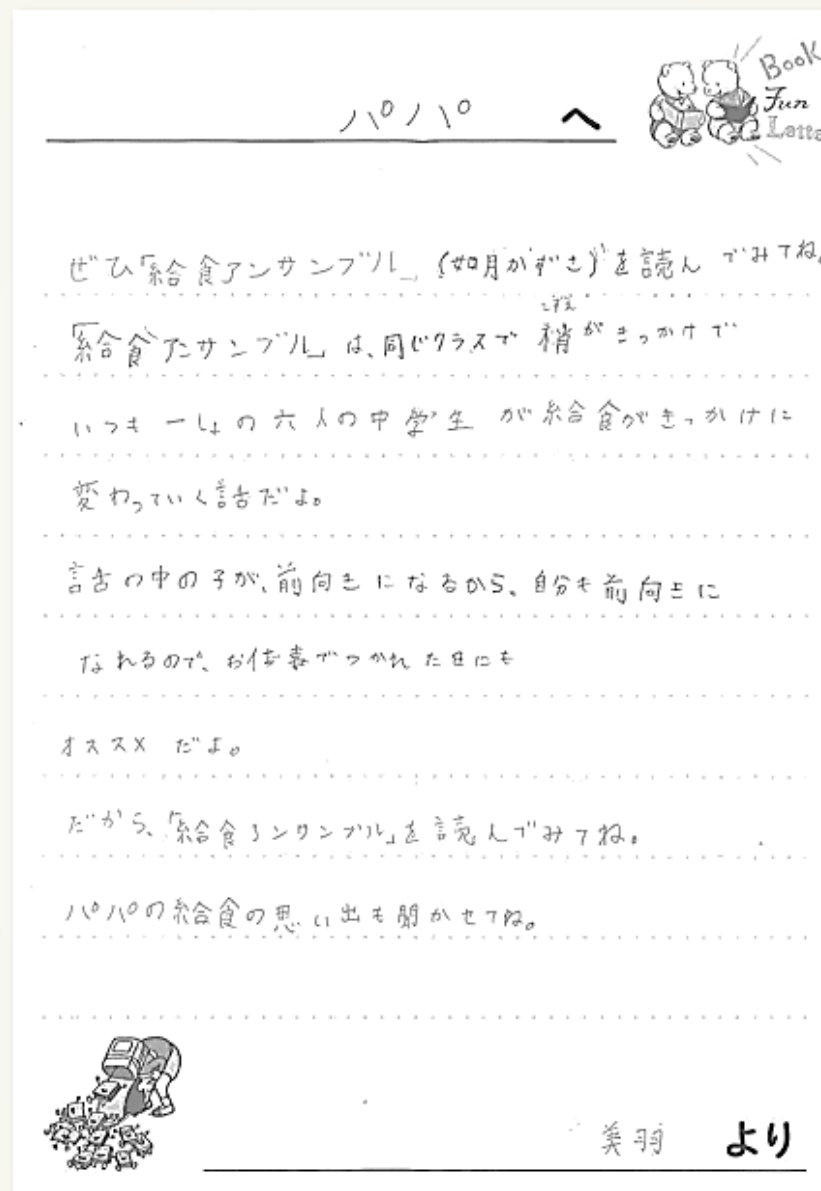 パパ へ
Book
Fun
Lette
ぜひ「給食アンサンブル」(如月かずさ)を読んでみてね。
こずえ
「給食アンサンブル」は、同じクラスで梢がきっかけで
いつも一しょの六人の中学生が給食がきっかけに
変わっていく話だよ。
話の中の子が、前向きになるから、自分も前向きに
なれるので、お仕事でつかれた日にも
オススメだよ。
だから、「給食アンサンブル」を読んでみてね。
パパの給食の思い出も聞かせてね。
美羽 より